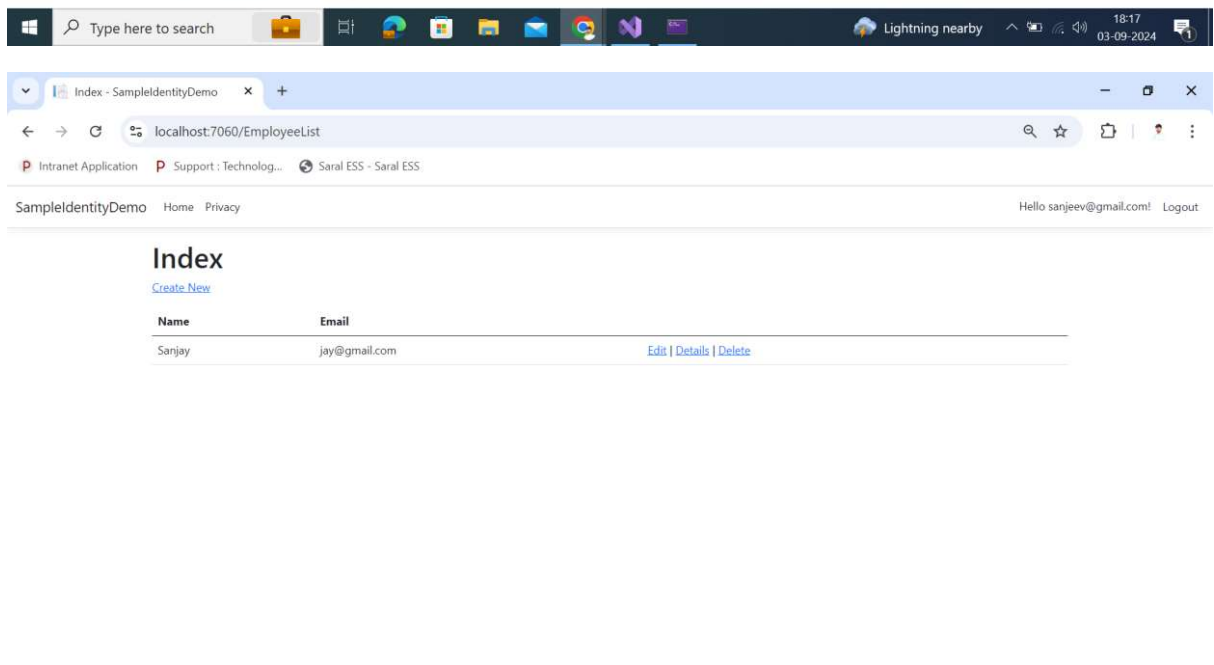 Type here to search
Lightning nearby
18:17
03-09-2024
1
Index - SampleIdentityDemo
localhost:7060/EmployeeList
P Intranet Application P Support : Technolog... Saral ESS - Saral ESS
SampleIdentityDemo Home Privacy Hello sanjeev@gmail.com! Logout
Index
Create New
Name Email
Sanjay jay@gmail.com Edit | Details | Delete